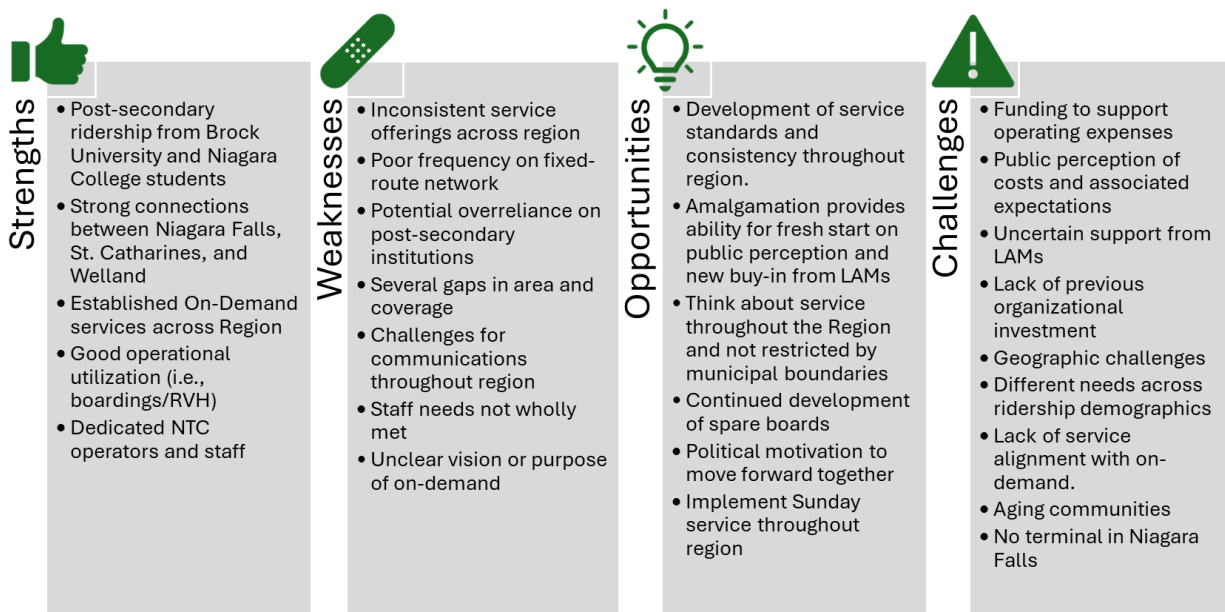 Strengths
• Post-secondary
ridership from Brock
University and Niagara
College students
• Strong connections
between Niagara Falls,
St. Catharines, and
Welland
• Established On-Demand
services across Region
• Good operational
utilization (i.e.,
boardings/RVH)
• Dedicated NTC
operators and staff
Weaknesses
• Inconsistent service
offerings across region
• Poor frequency on fixed-
route network
• Potential overreliance on
post-secondary
institutions
• Several gaps in area and
coverage
• Challenges for
communications
throughout region
• Staff needs not wholly
met
• Unclear vision or purpose
of on-demand
Opportunities
• Development of service
standards and
consistency throughout
region.
• Amalgamation provides
ability for fresh start on
public perception and
new buy-in from LAMs
• Think about service
throughout the Region
and not restricted by
municipal boundaries
• Continued development
of spare boards
• Political motivation to
move forward together
• Implement Sunday
service throughout
region
Challenges
• Funding to support
operating expenses
• Public perception of
costs and associated
expectations
• Uncertain support from
LAMs
• Lack of previous
organizational
investment
• Geographic challenges
• Different needs across
ridership demographics
• Lack of service
alignment with on-
demand.
• Aging communities
• No terminal in Niagara
Falls